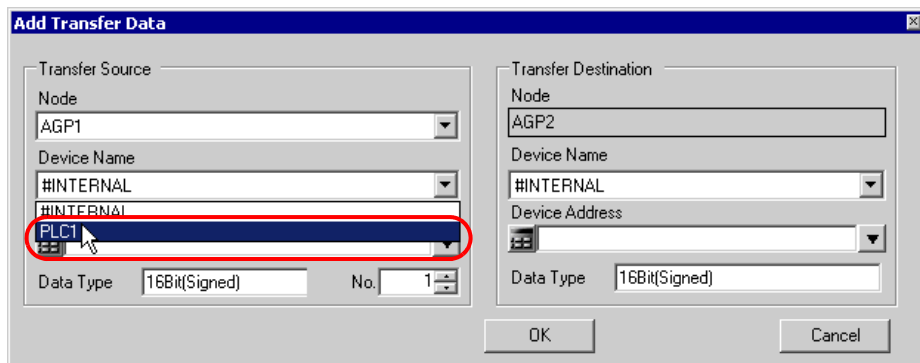 Add Transfer Data
Transfer Source
Node
AGP1
Device Name
#INTERNAL
#INTERNAL
PLC1
Data Type 16Bit(Signed) No. 1
Transfer Destination
Node
AGP2
Device Name
#INTERNAL
Device Address
Data Type 16Bit(Signed)
OK Cancel